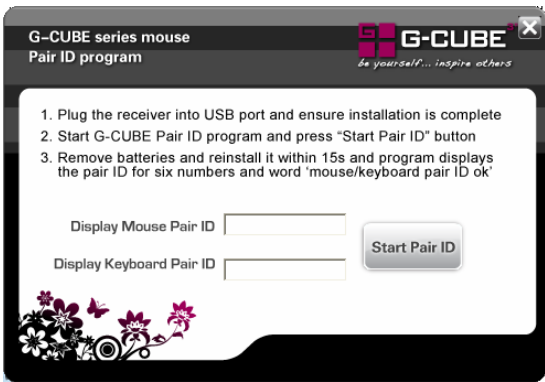 G-CUBE series mouse
Pair ID program
G-CUBE®
be yourself... inspire others
1. Plug the receiver into USB port and ensure installation is complete
2. Start G-CUBE Pair ID program and press “Start Pair ID” button
3. Remove batteries and reinstall it within 15s and program displays
the pair ID for six numbers and word ‘mouse/keyboard pair ID ok’
Display Mouse Pair ID
Start Pair ID
Display Keyboard Pair ID